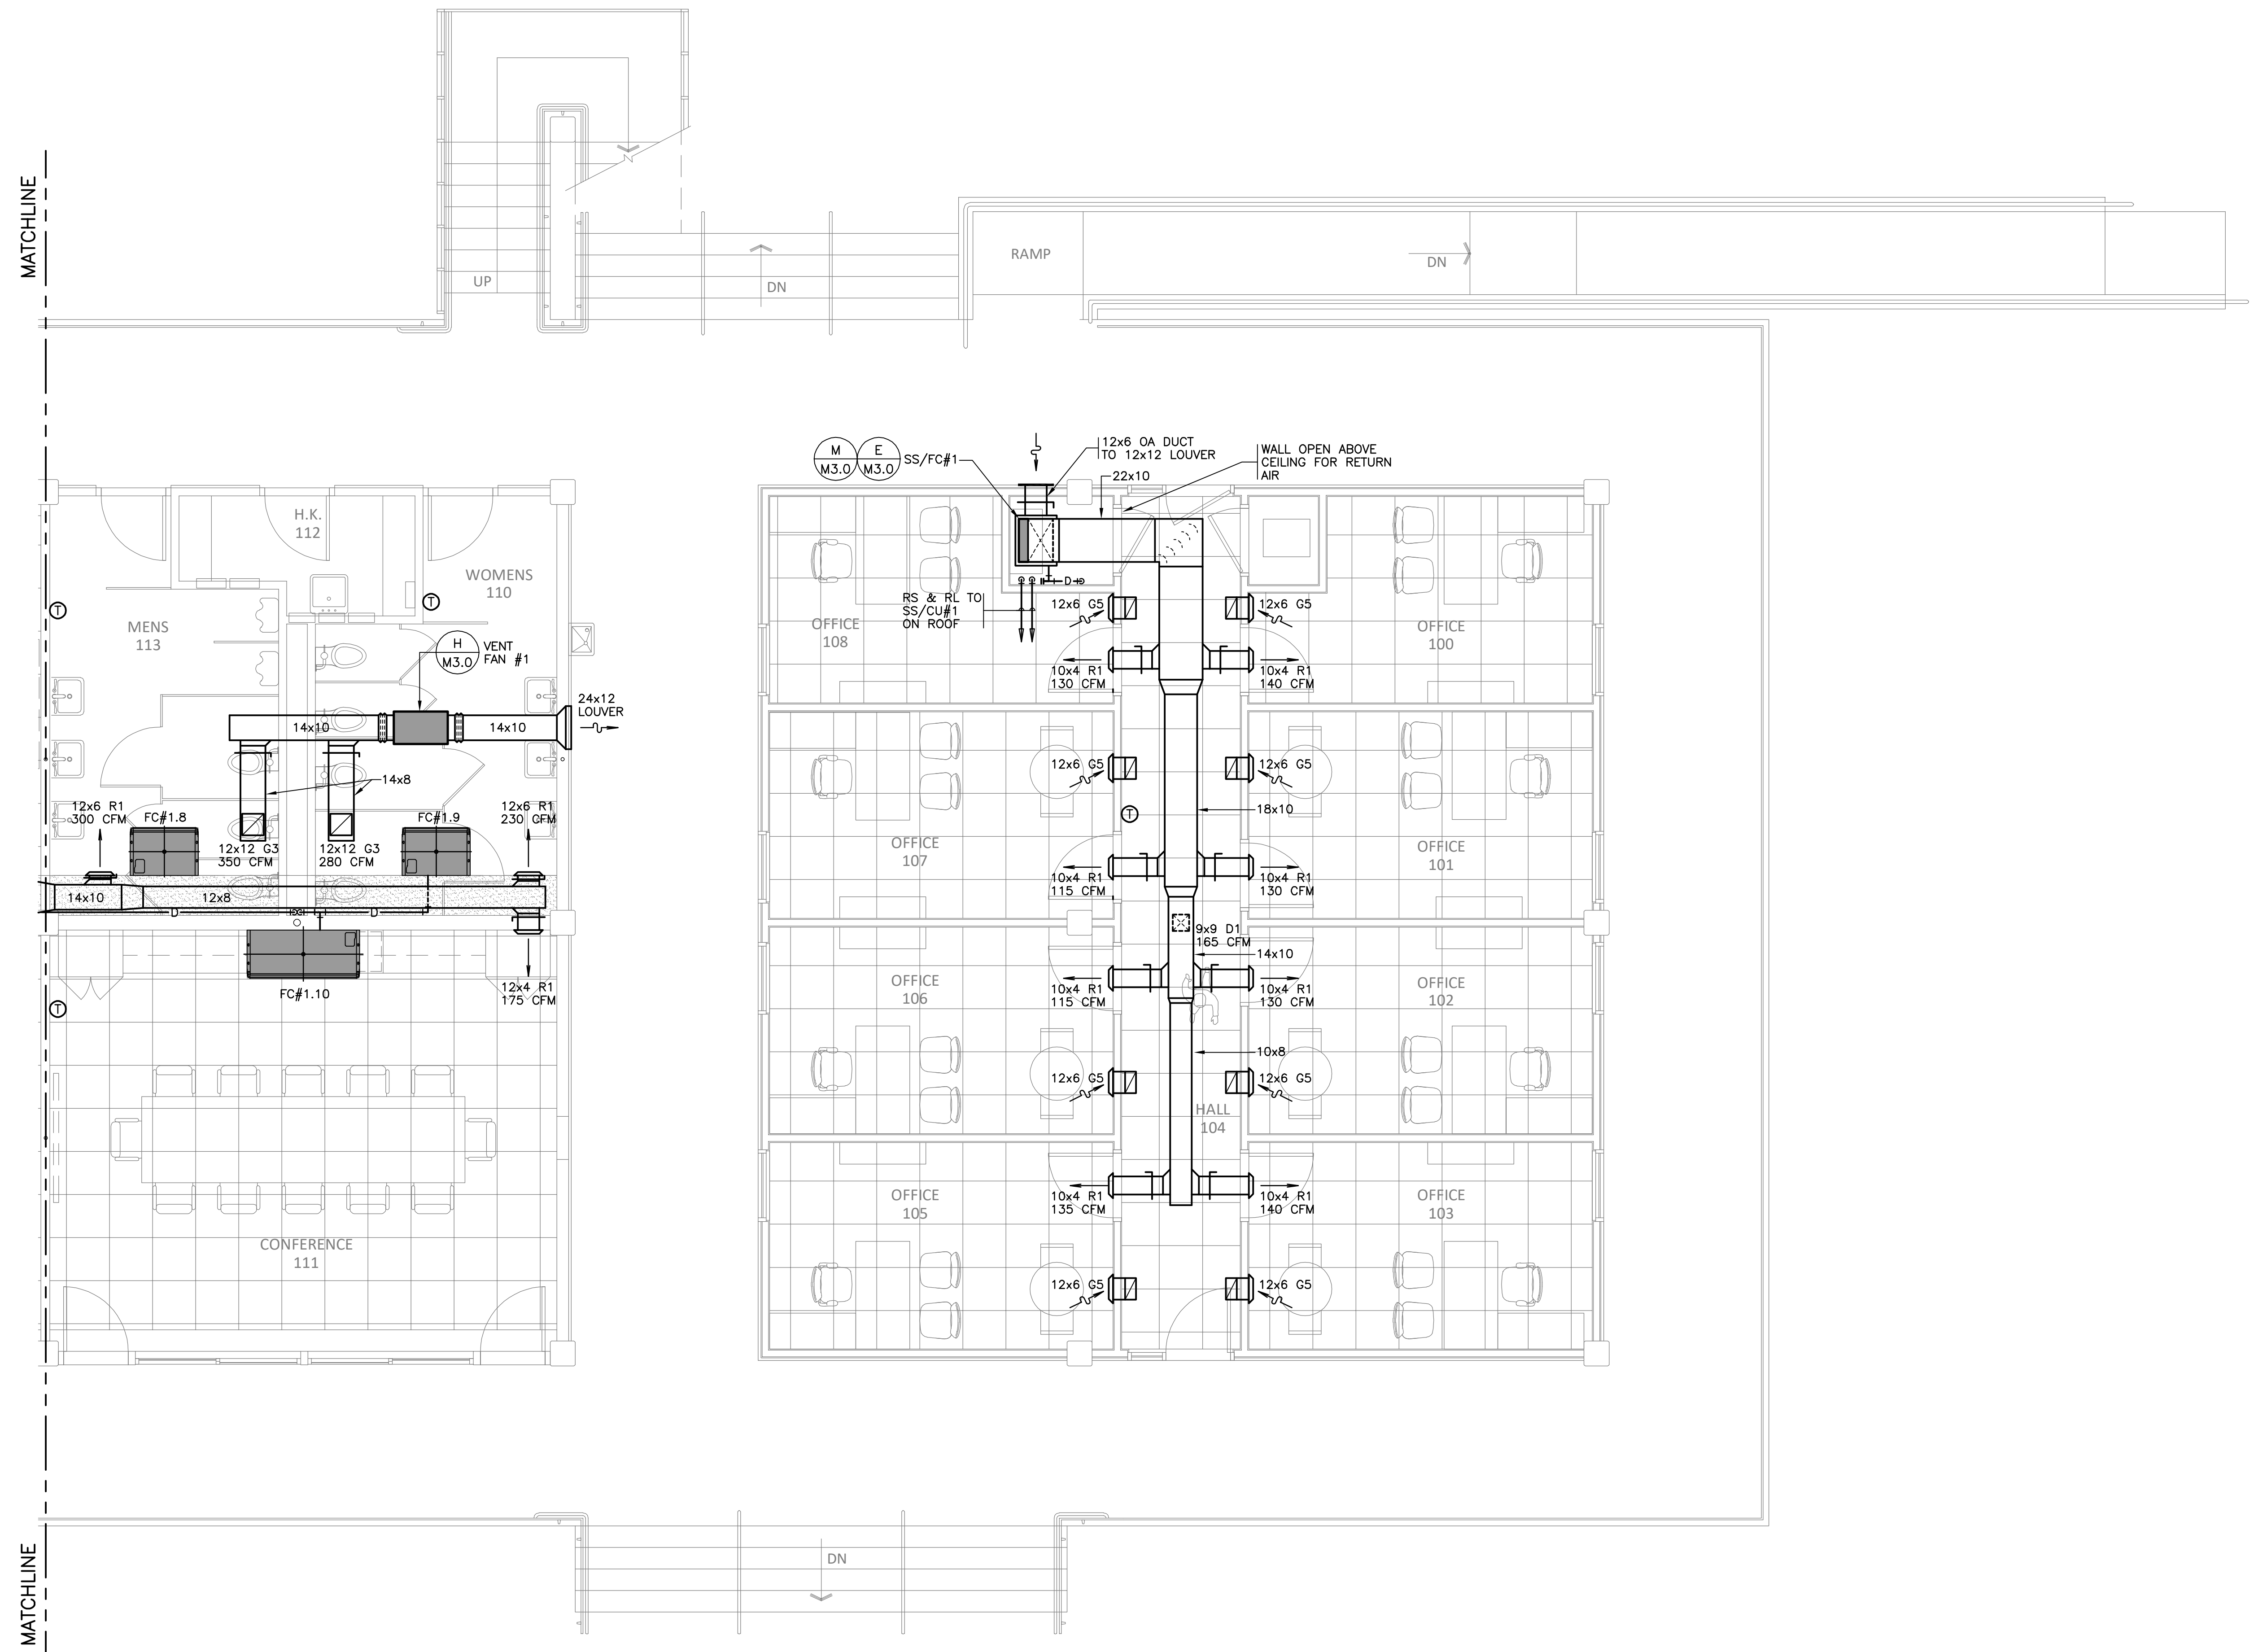 MATCHLINE
UP
DN
RAMP
DN
M
M3.0
E
M3.0
SS/FC#1
12x6 OA DUCT
TO 12x12 LOUVER
WALL OPEN ABOVE
CEILING FOR RETURN
AIR
22x10
H.K.
112
WOMENS
110
T
T
MENS
113
H
M3.0
VENT
FAN #1
24x12
LOUVER
14x10
14x10
14x8
12x6 R1
300 CFM
FC#1.8
FC#1.9
12x6 R1
230 CFM
12x12 G3
350 CFM
12x12 G3
280 CFM
14x10
12x8
D
D
FC#1.10
12x4 R1
175 CFM
T
CONFERENCE
111
D
RS & RL TO
SS/CU#1
ON ROOF
OFFICE
108
12x6 G5
12x6 G5
OFFICE
100
10x4 R1
130 CFM
10x4 R1
140 CFM
12x6 G5
12x6 G5
T
18x10
OFFICE
107
OFFICE
101
10x4 R1
115 CFM
10x4 R1
130 CFM
9x9 D1
165 CFM
14x10
OFFICE
106
OFFICE
102
10x4 R1
115 CFM
10x4 R1
130 CFM
10x8
12x6 G5
12x6 G5
HALL
104
OFFICE
105
OFFICE
103
10x4 R1
135 CFM
10x4 R1
140 CFM
12x6 G5
12x6 G5
MATCHLINE
DN